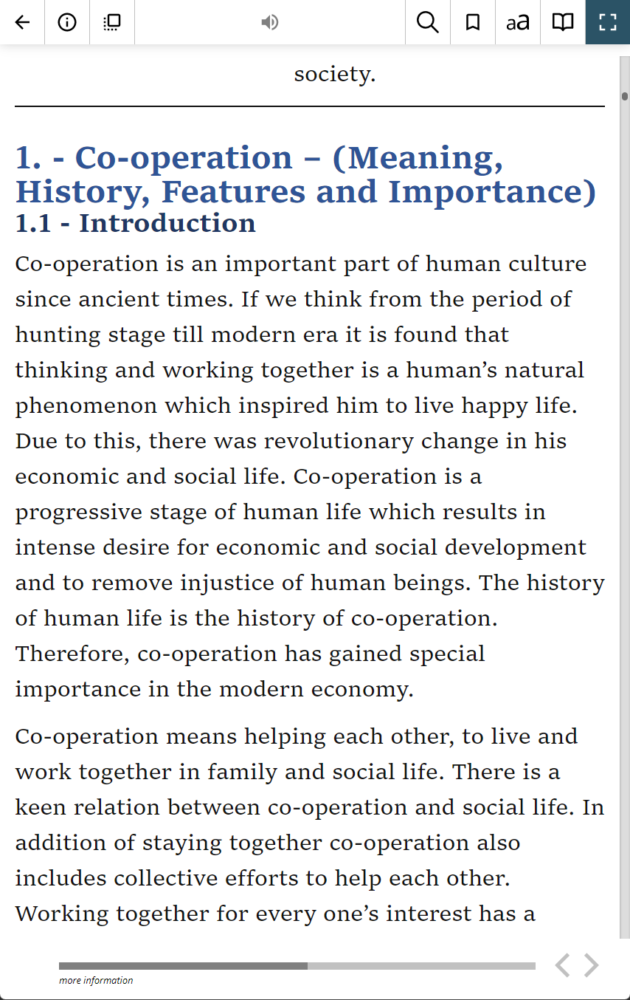 aA
society.
1. - Co-operation – (Meaning,
History, Features and Importance)
1.1 - Introduction
Co-operation is an important part of human culture
since ancient times. If we think from the period of
hunting stage till modern era it is found that
thinking and working together is a human’s natural
phenomenon which inspired him to live happy life.
Due to this, there was revolutionary change in his
economic and social life. Co-operation is a
progressive stage of human life which results in
intense desire for economic and social development
and to remove injustice of human beings. The history
of human life is the history of co-operation.
Therefore, co-operation has gained special
importance in the modern economy.
Co-operation means helping each other, to live and
work together in family and social life. There is a
keen relation between co-operation and social life. In
addition of staying together co-operation also
includes collective efforts to help each other.
Working together for every one’s interest has a
more information